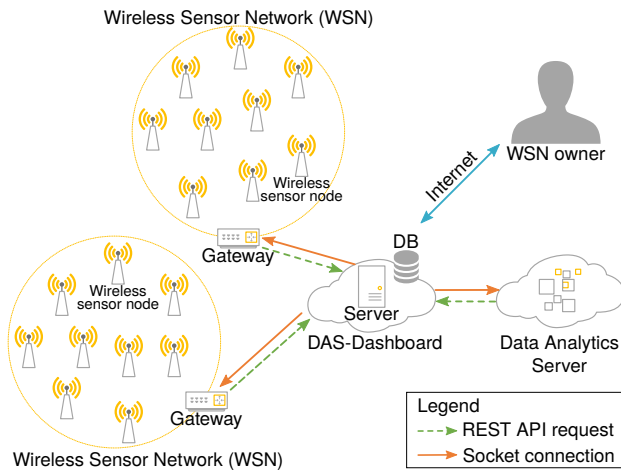 Wireless Sensor Network (WSN)
Wireless
sensor node
Gateway
WSN owner
Internet
DB
Server
DAS-Dashboard
Data Analytics
Server
Wireless
sensor node
Gateway
Wireless Sensor Network (WSN)
Legend
REST API request
Socket connection